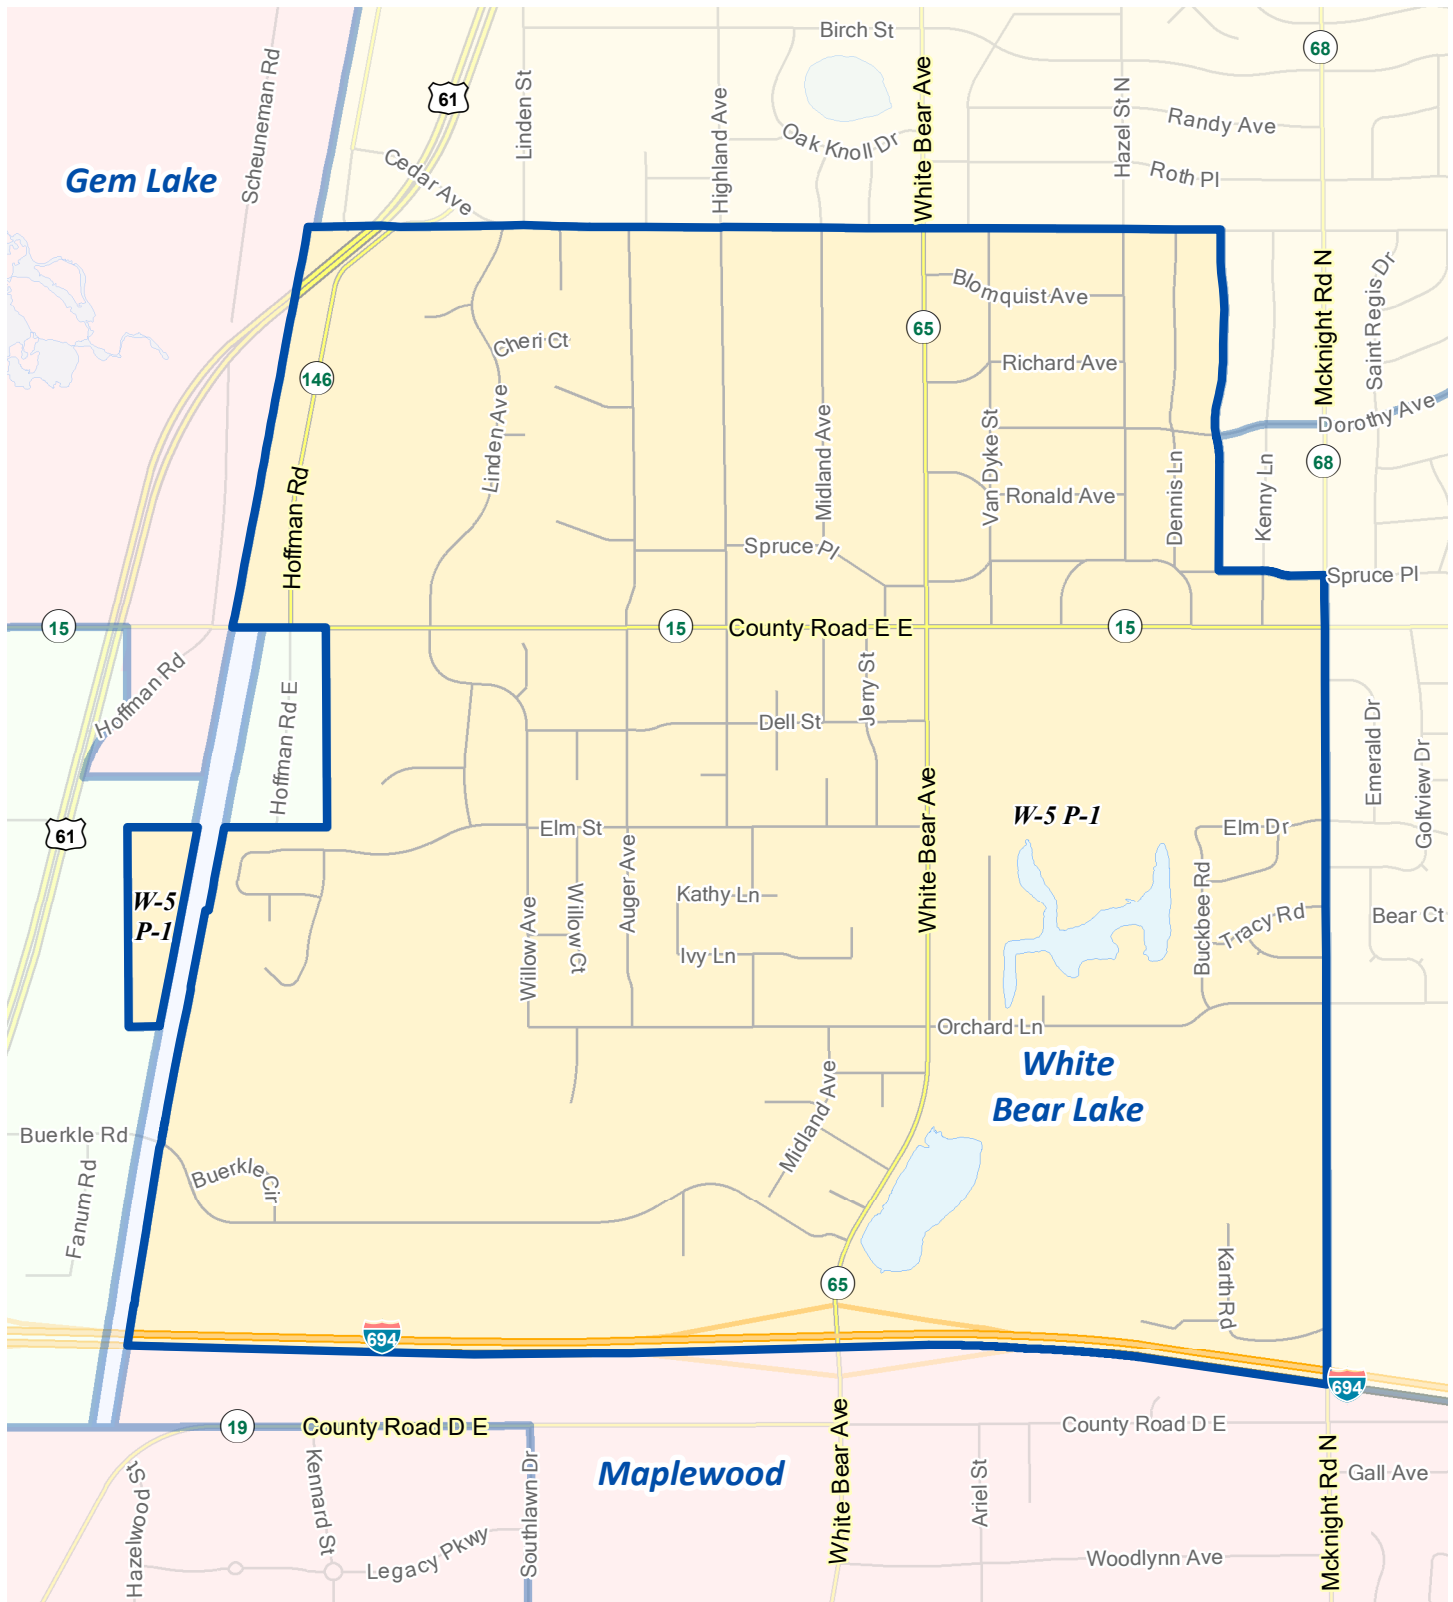 Birch St
68
61
Scheuneman Rd
Linden St
Highland Ave
White Bear Ave
Hazel St N
Randy Ave
Oak Knoll Dr
Cedar Ave
Roth Pl
Gem Lake
Mcknight Rd N
Saint Regis Dr
Blomquist Ave
65
Cheri Ct
Richard Ave
146
Linden Ave
Midland Ave
Van Dyke St
Dorothy Ave
68
Hoffman Rd
Ronald Ave
Dennis Ln
Kenny Ln
Spruce Pl
Spruce Pl
15
15
County Road E E
15
Hoffman Rd
Hoffman Rd E
Jerry St
Dell St
Emerald Dr
Golfview Dr
61
Elm St
White Bear Ave
W-5 P-1
Elm Dr
W-5
P-1
Auger Ave
Kathy Ln
Willow Ave
Willow Ct
Ivy Ln
Buckbee Rd
Tracy Rd
Bear Ct
Orchard Ln
White
Bear Lake
Midland Ave
Buerkle Rd
Fanum Rd
Buerkle Cir
65
Karth Rd
694
694
19
County Road D E
White Bear Ave
County Road D E
Hazelwood St
Kennard St
Southlawn Dr
Maplewood
Ariel St
Mcknight Rd N
Gall Ave
Legacy Pkwy
Woodlynn Ave